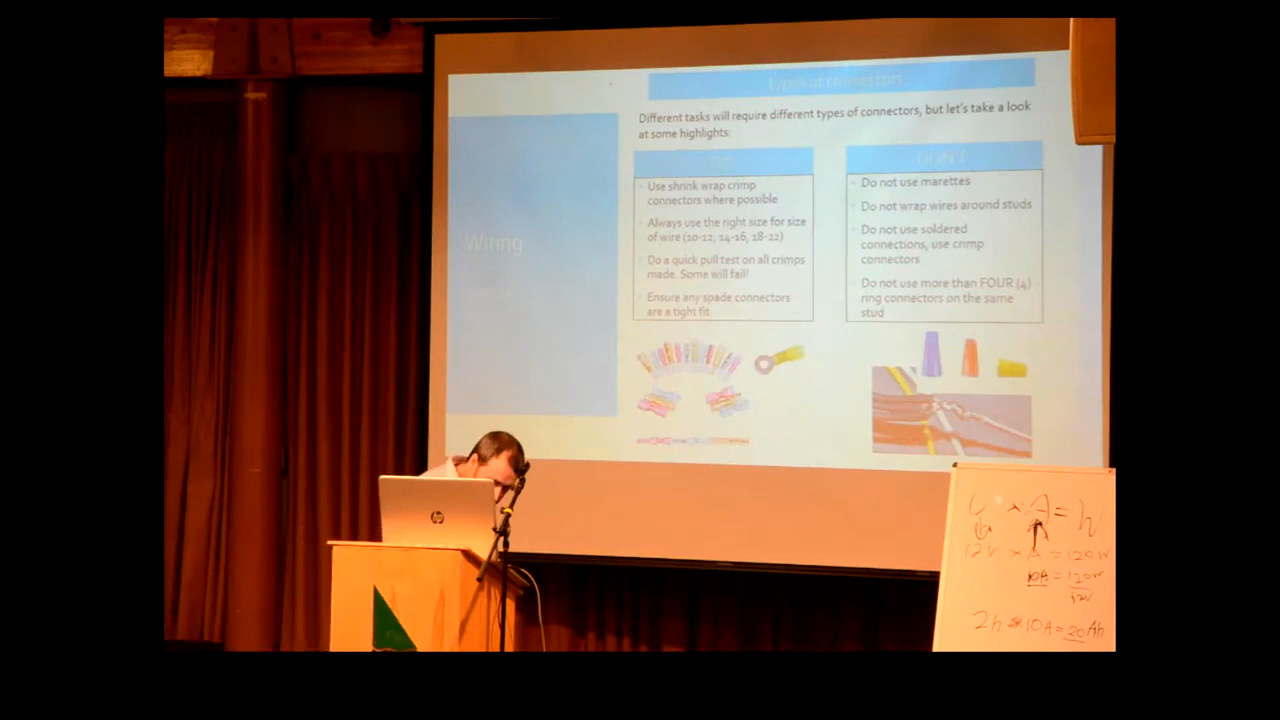 Types of connectors
Different tasks will require different types of connectors, but let's take a look
at some highlights:
Wiring
DO
Use shrink wrap crimp
connectors where possible
Always use the right size for size
of wire (10-12, 14-16, 18-22)
Do a quick pull test on all crimps
made. Some will fail!
Ensure any spade connectors
are a tight fit
DON'T
Do not use marettes
Do not wrap wires around studs
Do not use soldered
connections, use crimp
connectors
Do not use more than FOUR (4)
ring connectors on the same
stud
hp
x A =
12V x A = 120W
10A = 120W
12V
2h x 10A = 20Ah